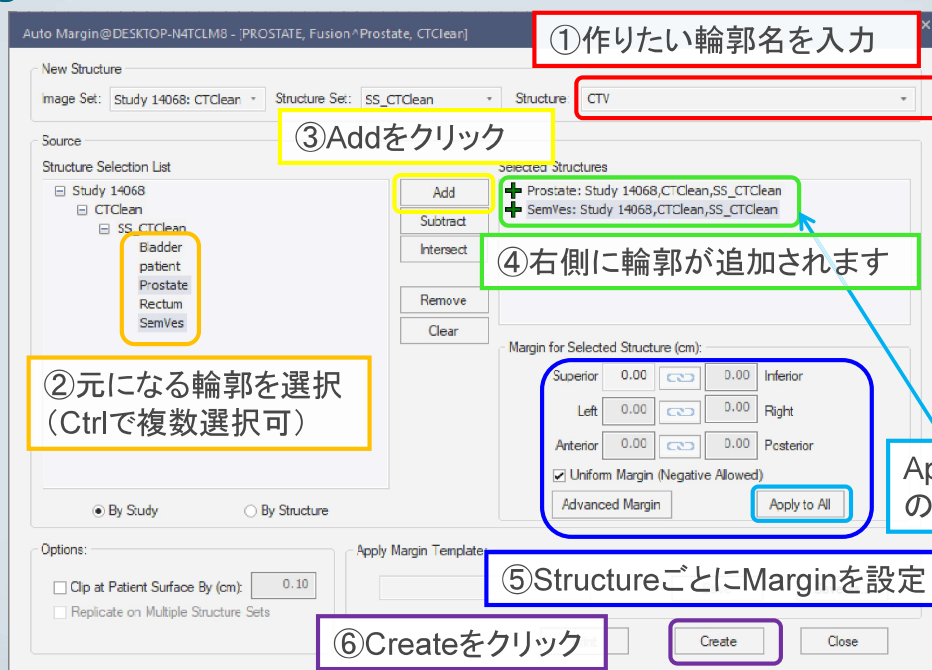 Auto Margin@DESKTOP-N4TCLM8 - [PROSTATE, Fusion^Prostate, CTClean]
①作りたい輪郭名を入力
New Structure
Image Set: Study 14068: CTClean Structure Set: SS_CTClean Structure CTV
③Addをクリック
Source
Structure Selection List
Selected Structures
Study 14068
CTClean
SS_CTClean
Bladder
patient
Prostate
Rectum
SemVes
Add
Subtract
Intersect
Remove
Clear
Prostate: Study 14068,CTClean,SS_CTClean
SemVes: Study 14068,CTClean,SS_CTClean
④右側に輪郭が追加されます
②元になる輪郭を選択
（Ctrlで複数選択可）
Margin for Selected Structure (cm):
Superior 0.00 0.00 Inferior
Left 0.00 0.00 Right
Anterior 0.00 0.00 Posterior
Uniform Margin (Negative Allowed)
Advanced Margin Apply to All
Ap
の
By Study By Structure
Options:
Clip at Patient Surface By (cm): 0.10
Replicate on Multiple Structure Sets
Apply Margin Template:
⑤StructureごとにMarginを設定
⑥Createをクリック
Create Close